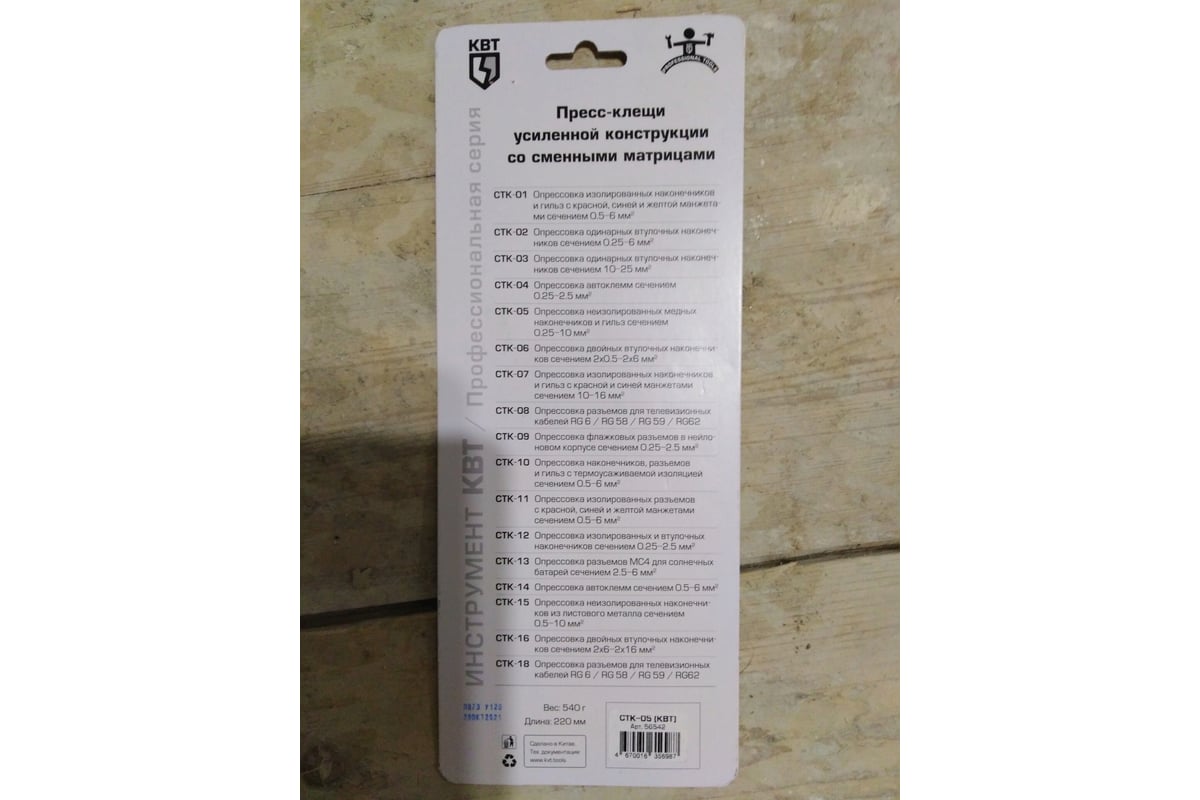 КВТ
PROFESSIONAL TOOLS
Пресс-клещи
усиленной конструкции
со сменными матрицами
ИНСТРУМЕНТ КВТ / Профессиональная серия
СТК-01 Опрессовка изолированных наконечников
и гильз с красной, синей и желтой манжета-
ми сечением 0.5–6 мм²
СТК-02 Опрессовка одинарных втулочных наконеч-
ников сечением 0.25–6 мм²
СТК-03 Опрессовка одинарных втулочных наконеч-
ников сечением 10–25 мм²
СТК-04 Опрессовка автоклемм сечением
0.25–2.5 мм²
СТК-05 Опрессовка неизолированных медных
наконечников и гильз сечением
0.25–10 мм²
СТК-06 Опрессовка двойных втулочных наконечни-
ков сечением 2х0.5–2х6 мм²
СТК-07 Опрессовка изолированных наконечников
и гильз с красной и синей манжетами
сечением 10–16 мм²
СТК-08 Опрессовка разъемов для телевизионных
кабелей RG 6 / RG 58 / RG 59 / RG62
СТК-09 Опрессовка флажковых разъемов в нейло-
новом корпусе сечением 0.25–2.5 мм²
СТК-10 Опрессовка наконечников, разъемов
и гильз с термоусаживаемой изоляцией
сечением 0.5–6 мм²
СТК-11 Опрессовка изолированных разъемов
с красной, синей и желтой манжетами
сечением 0.5–6 мм²
СТК-12 Опрессовка изолированных и втулочных
наконечников сечением 0.25–2.5 мм²
СТК-13 Опрессовка разъемов МС4 для солнечных
батарей сечением 2.5–6 мм²
СТК-14 Опрессовка автоклемм сечением 0.5–6 мм²
СТК-15 Опрессовка неизолированных наконечни-
ков из листового металла сечением
0.5–10 мм²
СТК-16 Опрессовка двойных втулочных наконечни-
ков сечением 2х6–2х16 мм²
СТК-18 Опрессовка разъемов для телевизионных
кабелей RG 6 / RG 58 / RG 59 / RG62
Вес: 540 г
Длина: 220 мм
Сделано в Китае.
Тех. документация
www.kvt.tools
СТК-05 (КВТ)
Арт. 56542
4 670016 356987